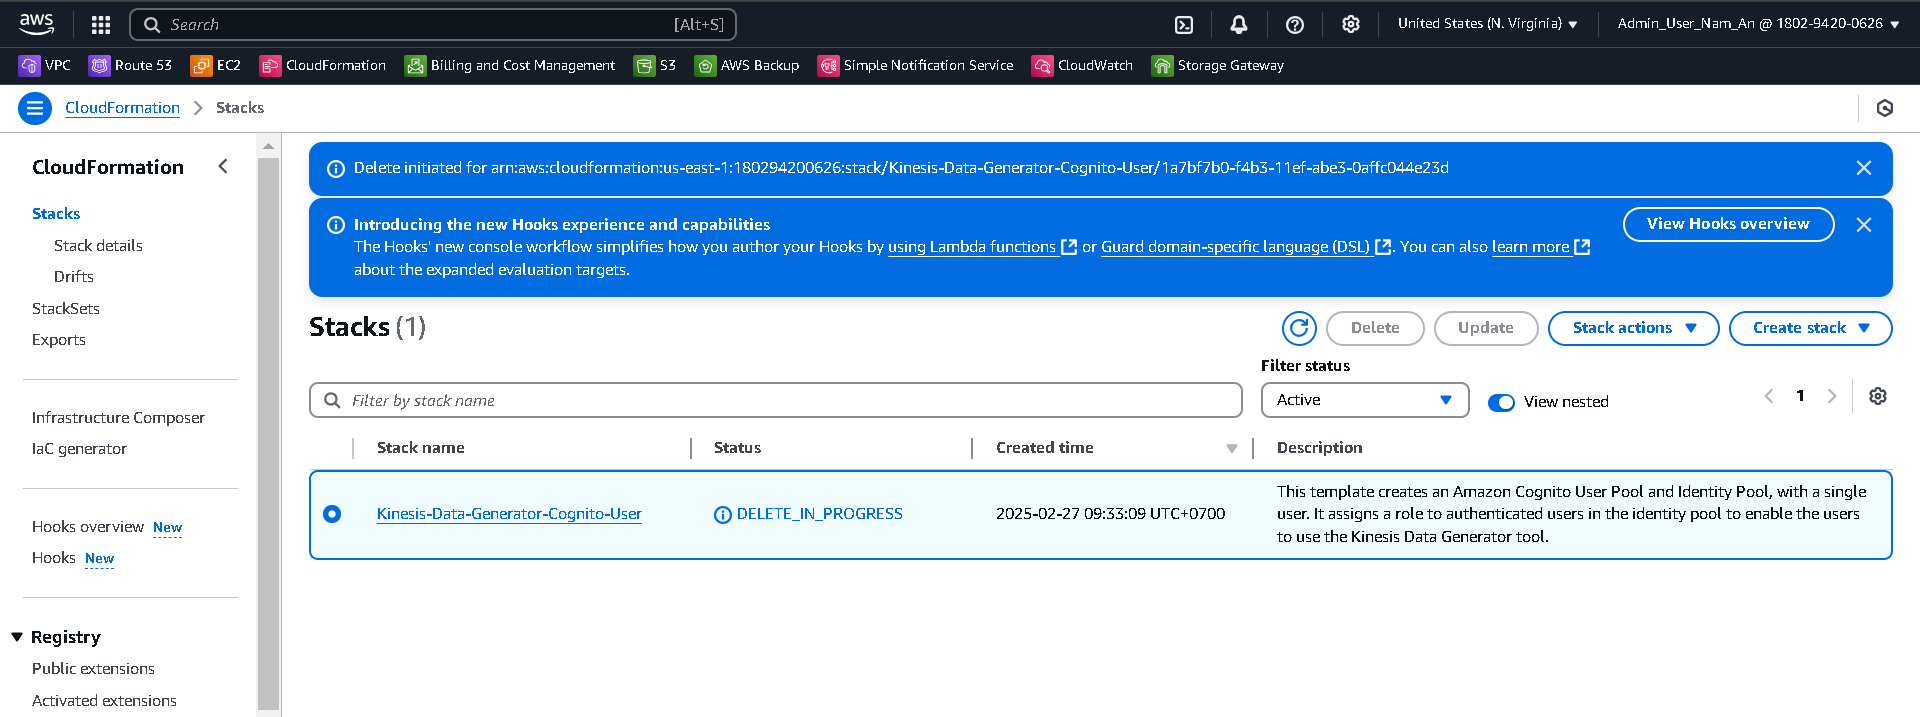 aws
Search [Alt+S]
United States (N. Virginia)
Admin_User_Nam_An @ 1802-9420-0626
VPC
Route 53
EC2
CloudFormation
Billing and Cost Management
S3
AWS Backup
Simple Notification Service
CloudWatch
Storage Gateway
CloudFormation
Stacks
CloudFormation
Stacks
Stack details
Drifts
StackSets
Exports
Infrastructure Composer
IaC generator
Hooks overview New
Hooks New
Registry
Public extensions
Activated extensions
Delete initiated for arn:aws:cloudformation:us-east-1:180294200626:stack/Kinesis-Data-Generator-Cognito-User/1a7bf7b0-f4b3-11ef-abe3-0affc044e23d
Introducing the new Hooks experience and capabilities
The Hooks' new console workflow simplifies how you author your Hooks by using Lambda functions or Guard domain-specific language (DSL). You can also learn more
about the expanded evaluation targets.
View Hooks overview
Stacks (1)
Delete
Update
Stack actions
Create stack
Filter status
Filter by stack name
Active
View nested
1
Stack name
Status
Created time
Description
Kinesis-Data-Generator-Cognito-User
DELETE_IN_PROGRESS
2025-02-27 09:33:09 UTC+0700
This template creates an Amazon Cognito User Pool and Identity Pool, with a single
user. It assigns a role to authenticated users in the identity pool to enable the users
to use the Kinesis Data Generator tool.